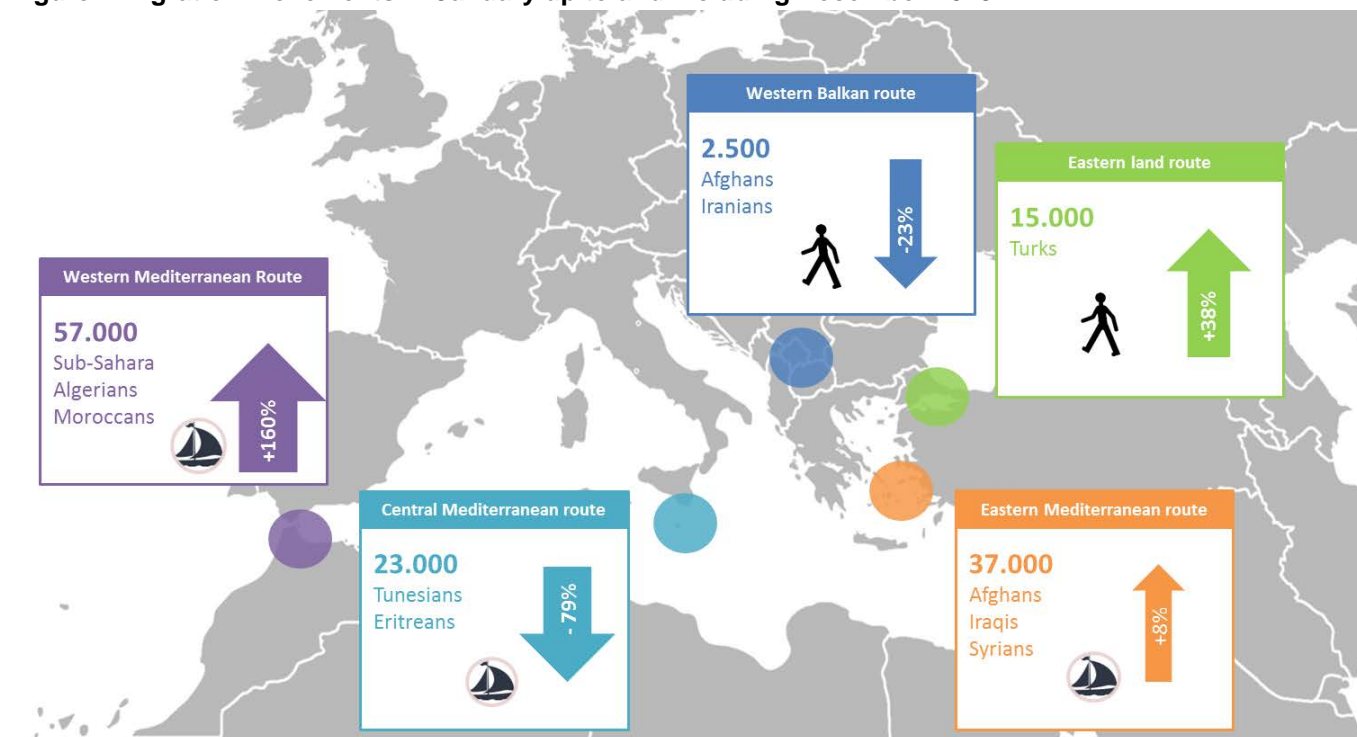 Western Balkan route
2.500
Afghans
Iranians
-23%
Eastern land route
15.000
Turks
+38%
Western Mediterranean Route
57.000
Sub-Sahara
Algerians
Moroccans
+160%
Central Mediterranean route
23.000
Tunesians
Eritreans
- 79%
Eastern Mediterranean route
37.000
Afghans
Iraqis
Syrians
+8%